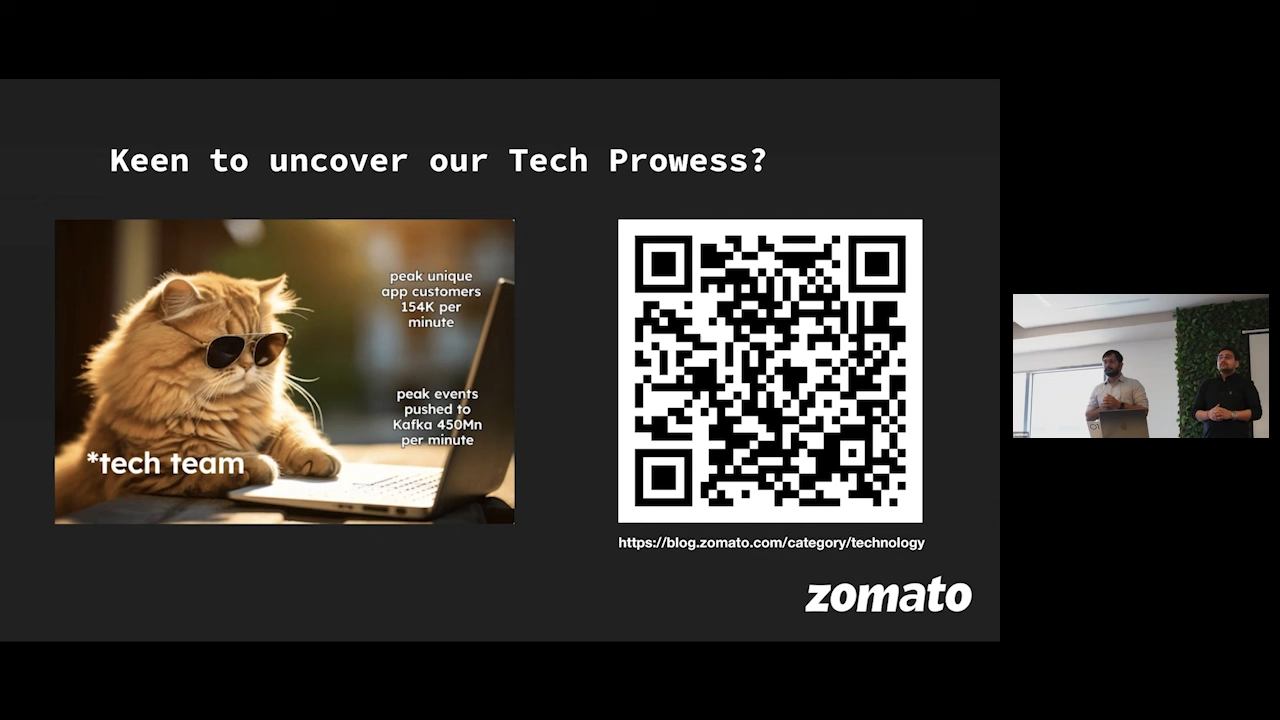 Keen to uncover our Tech Prowess?
peak unique
app customers
154K per
minute
peak events
pushed to
Kafka 450Mn
per minute
*tech team
https://blog.zomato.com/category/technology
zomato